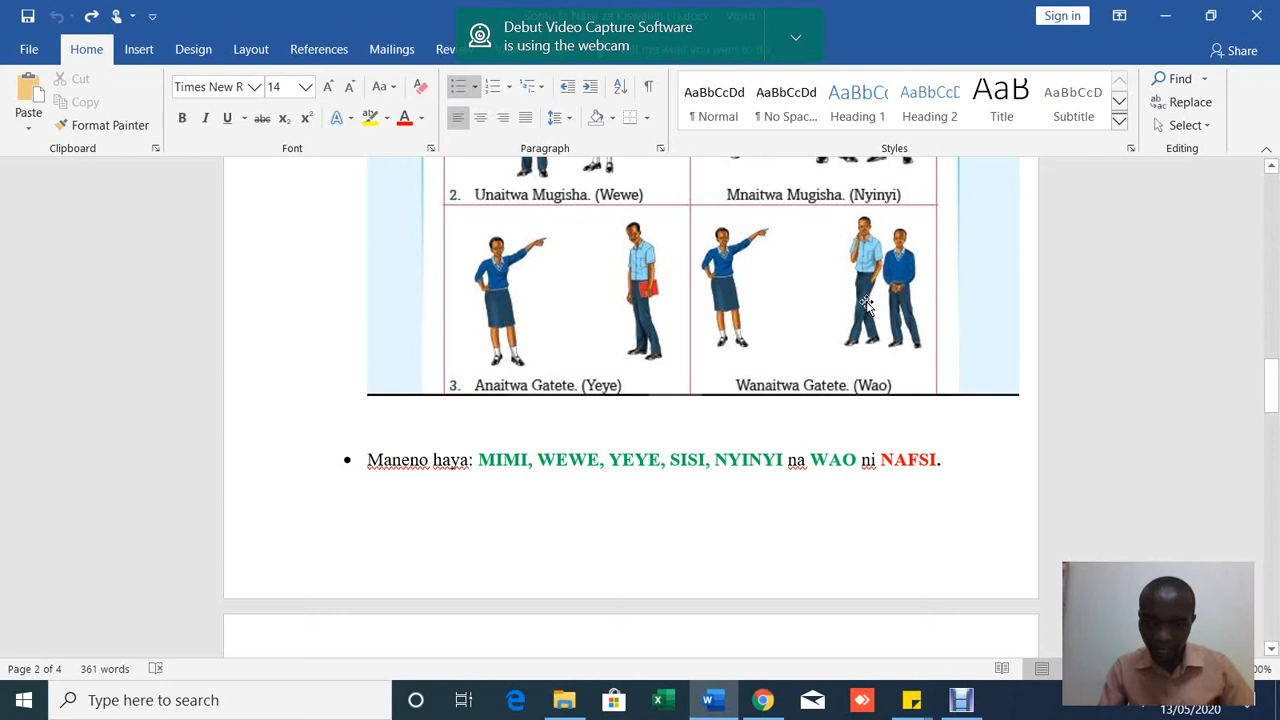 Sign in
Debut Video Capture Software
is using the webcam
File
Home
Insert
Design
Layout
References
Mailings
Share
Paste
Cut
Copy
Format Painter
Clipboard
Times New R
14
Font
Paragraph
AaBbCcDd
¶ Normal
AaBbCcDd
¶ No Spac...
AaBbC
Heading 1
AaBbCcD
Heading 2
AaB
Title
AaBbCcD
Subtitle
Styles
Find
Replace
Select
Editing
2. Unaitwa Mugisha. (Wewe)
Mnaitwa Mugisha. (Nyinyi)
3. Anaitwa Gatete. (Yeye)
Wanaitwa Gatete. (Wao)
• Maneno haya: MIMI, WEWE, YEYE, SISI, NYINYI na WAO ni NAFSI.
Page 2 of 4
361 words
Type here to search
13/05/2020